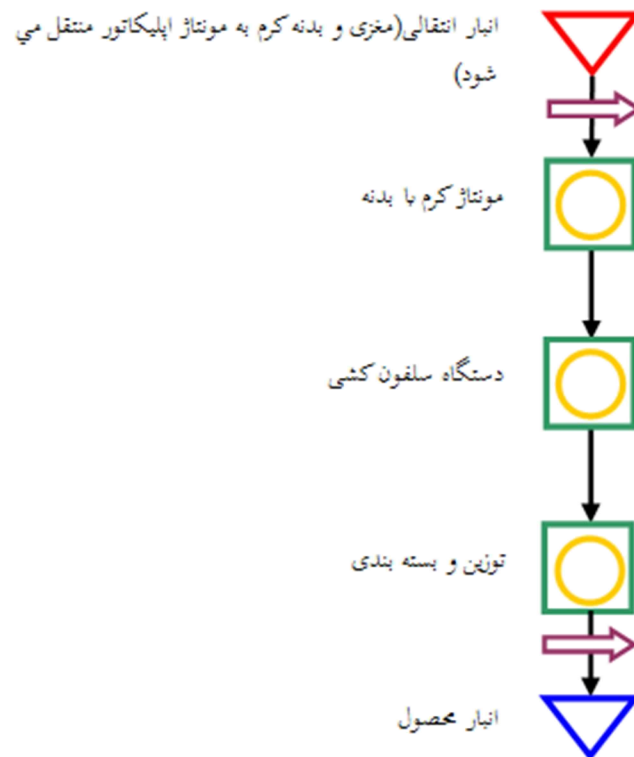 انبار انتقالی(مغزی و بدنه کرم به مونتاژ اپلیکاتور منتقل مي
شود)
مونتاژ کرم با بدنه
دستگاه سلفون کشی
توزین و بسته بندی
انبار محصول